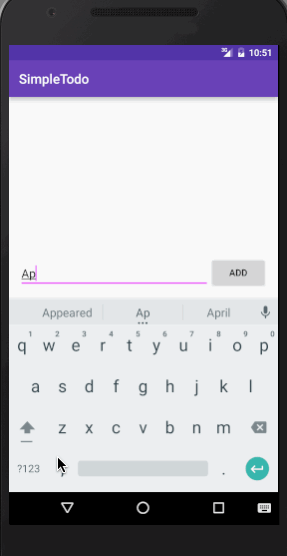 3G 10:51
SimpleTodo
Ap ADD
Appeared Ap April
1 2 3 4 5 6 7 8 9 0
q w e r t y u i o p
a s d f g h j k l
z x c v b n m
?123 , .